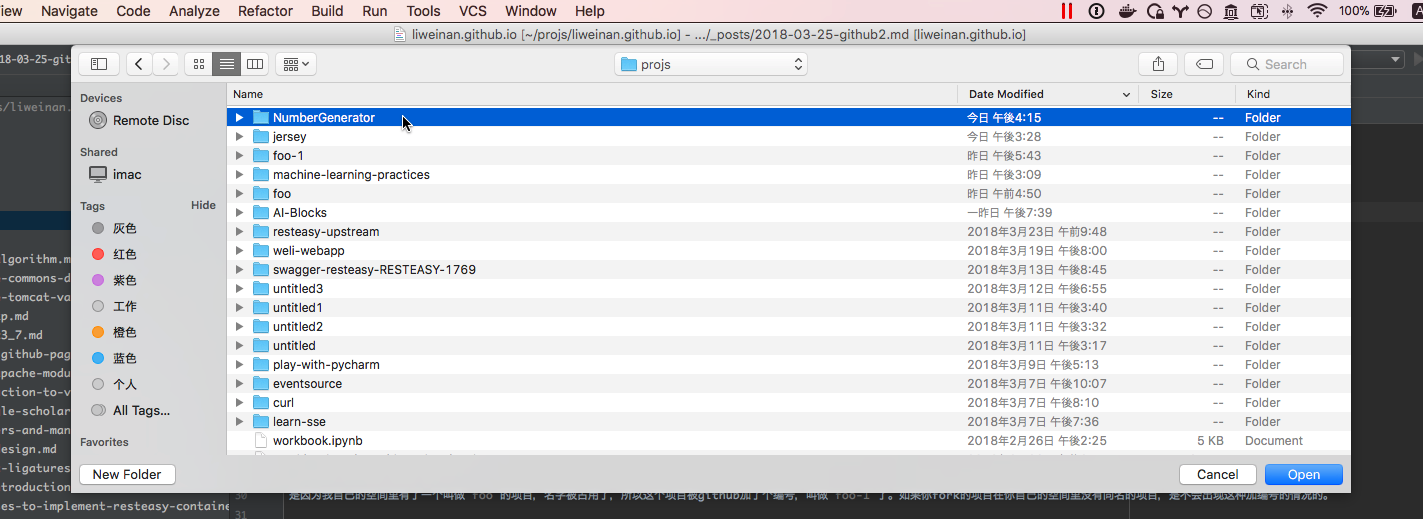 View Navigate Code Analyze Refactor Build Run Tools VCS Window Help 100%
liweinan.github.io [~/projs/liweinan.github.io] - .../_posts/2018-03-25-github2.md [liweinan.github.io]
18-03-25-git
projs
Search
s/liweinan.
Devices
Remote Disc
Shared
imac
Tags Hide
灰色
红色
紫色
工作
橙色
蓝色
个人
All Tags...
Favorites
Name Date Modified Size Kind
NumberGenerator 今日 午後4:15 -- Folder
jersey 今日 午後3:28 -- Folder
foo-1 昨日 午後5:43 -- Folder
machine-learning-practices 昨日 午後3:09 -- Folder
foo 昨日 午前4:50 -- Folder
AI-Blocks 一昨日 午後7:39 -- Folder
resteasy-upstream 2018年3月23日 午前9:48 -- Folder
weli-webapp 2018年3月19日 午後8:00 -- Folder
swagger-resteasy-RESTEASY-1769 2018年3月13日 午後8:45 -- Folder
untitled3 2018年3月12日 午後6:55 -- Folder
untitled1 2018年3月11日 午後3:40 -- Folder
untitled2 2018年3月11日 午後3:32 -- Folder
untitled 2018年3月11日 午後3:17 -- Folder
play-with-pycharm 2018年3月9日 午後5:13 -- Folder
eventsource 2018年3月7日 午後10:07 -- Folder
curl 2018年3月7日 午後8:10 -- Folder
learn-sse 2018年3月7日 午後7:36 -- Folder
workbook.ipynb 2018年2月26日 午後2:25 5 KB Document
algorithm.m
-commons-d
-tomcat-va
p.md
3_7.md
github-pag
pache-modu
ction-to-v
le-scholar
ers-and-man
design.md
-ligatures
troduction
es-to-implement-resteasy-containe
New Folder Cancel Open
30 是因为我自己的空间里有了一个叫做"foo"的项目，名字被占用了，所以这个项目被github加了个编号，叫做"foo-1"了。如果你fork的项目在你自己的空间里没有同名的项目，是不会出现这种加编号的情况的。
31